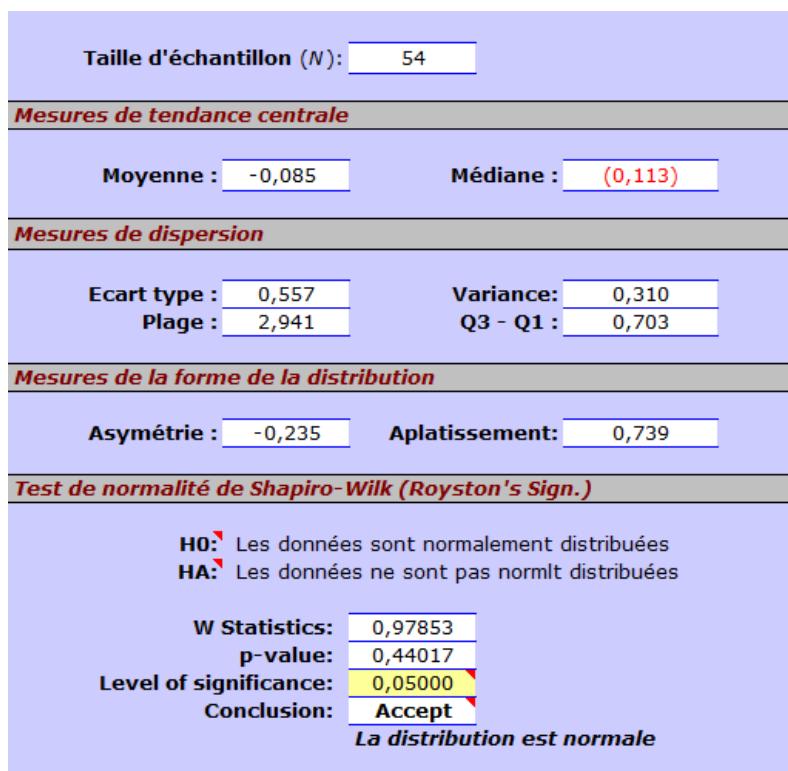 Taille d'échantillon (N): 54
Mesures de tendance centrale
Moyenne : -0,085 Médiane : (0,113)
Mesures de dispersion
Ecart type : 0,557 Variance: 0,310
Plage : 2,941 Q3 - Q1 : 0,703
Mesures de la forme de la distribution
Asymétrie : -0,235 Aplatissement: 0,739
Test de normalité de Shapiro-Wilk (Royston's Sign.)
H0: Les données sont normalement distribuées
HA: Les données ne sont pas normlt distribuées
W Statistics: 0,97853
p-value: 0,44017
Level of significance: 0,05000
Conclusion: Accept
La distribution est normale